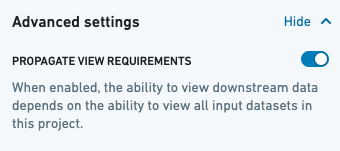 Advanced settings Hide
PROPAGATE VIEW REQUIREMENTS
When enabled, the ability to view downstream data
depends on the ability to view all input datasets in
this project.